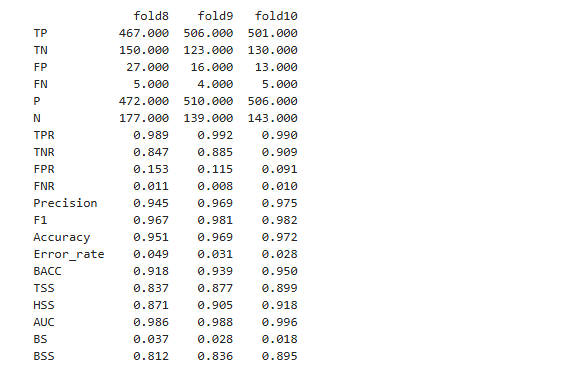 fold8 fold9 fold10
TP 467.000 506.000 501.000
TN 150.000 123.000 130.000
FP 27.000 16.000 13.000
FN 5.000 4.000 5.000
P 472.000 510.000 506.000
N 177.000 139.000 143.000
TPR 0.989 0.992 0.990
TNR 0.847 0.885 0.909
FPR 0.153 0.115 0.091
FNR 0.011 0.008 0.010
Precision 0.945 0.969 0.975
F1 0.967 0.981 0.982
Accuracy 0.951 0.969 0.972
Error_rate 0.049 0.031 0.028
BACC 0.918 0.939 0.950
TSS 0.837 0.877 0.899
HSS 0.871 0.905 0.918
AUC 0.986 0.988 0.996
BS 0.037 0.028 0.018
BSS 0.812 0.836 0.895